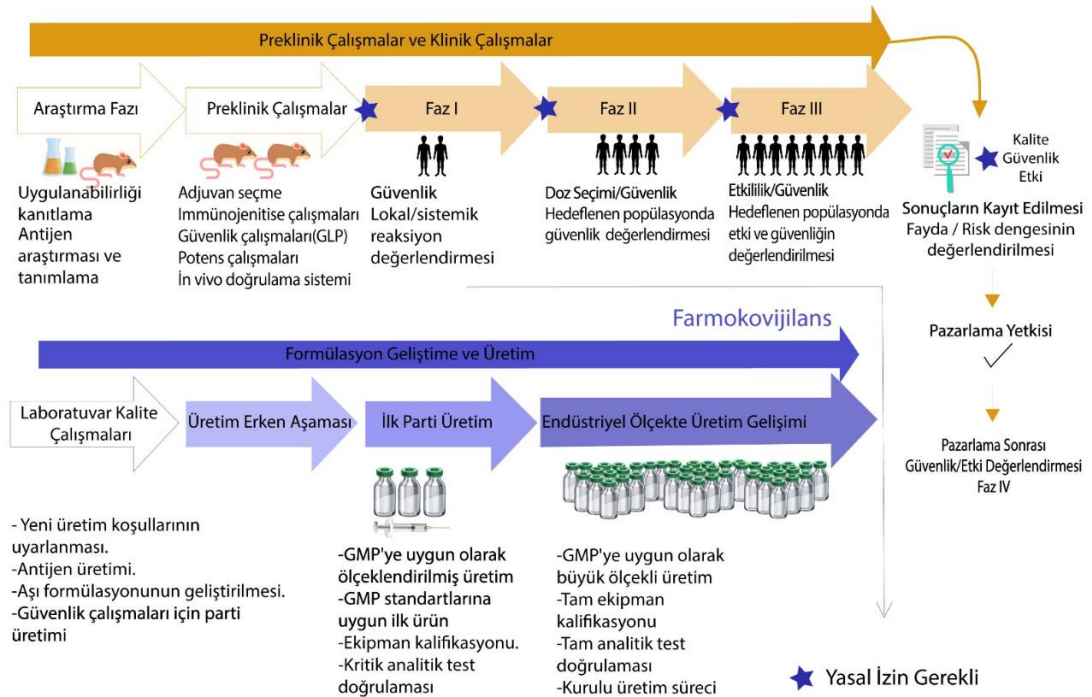 Preklinik Çalışmalar ve Klinik Çalışmalar
Araştırma Fazı
Preklinik Çalışmalar
Faz I
Faz II
Faz III
Uygulanabilirliği
kanıtlama
Antijen
araştırması ve
tanımlama
Adjuvan seçme
Immünojenitise çalışmaları
Güvenlik çalışmaları(GLP)
Potens çalışmaları
İn vivo doğrulama sistemi
Güvenlik
Lokal/sistemik
reaksiyon
değerlendirmesi
Doz Seçimi/Güvenlik
Hedeflenen popülasyonda
güvenlik değerlendirmesi
Etkililik/Güvenlik
Hedeflenen popülasyonda
etki ve güvenliğin
değerlendirilmesi
Kalite
Güvenlik
Etki
Sonuçların Kayıt Edilmesi
Fayda / Risk dengesinin
değerlendirilmesi
Pazarlama Yetkisi
Pazarlama Sonrası
Güvenlik/Etki Değerlendirmesi
Faz IV
Farmokovijilans
Formülasyon Geliştime ve Üretim
Laboratuvar Kalite
Çalışmaları
Üretim Erken Aşaması
İlk Parti Üretim
Endüstriyel Ölçekte Üretim Gelişimi
- Yeni üretim koşullarının
uyarlanması.
- Antijen üretimi.
- Aşı formülasyonunun geliştirilmesi.
-Güvenlik çalışmaları için parti
üretimi
-GMP'ye uygun olarak
ölçeklendirilmiş üretim
-GMP standartlarına
uygun ilk ürün
-Ekipman kalifikasyonu.
-Kritik analitik test
doğrulaması
-GMP'ye uygun olarak
büyük ölçekli üretim
-Tam ekipman
kalifikasyonu
-Tam analitik test
doğrulaması
-Kurulu üretim süreci
Yasal İzin Gerekli